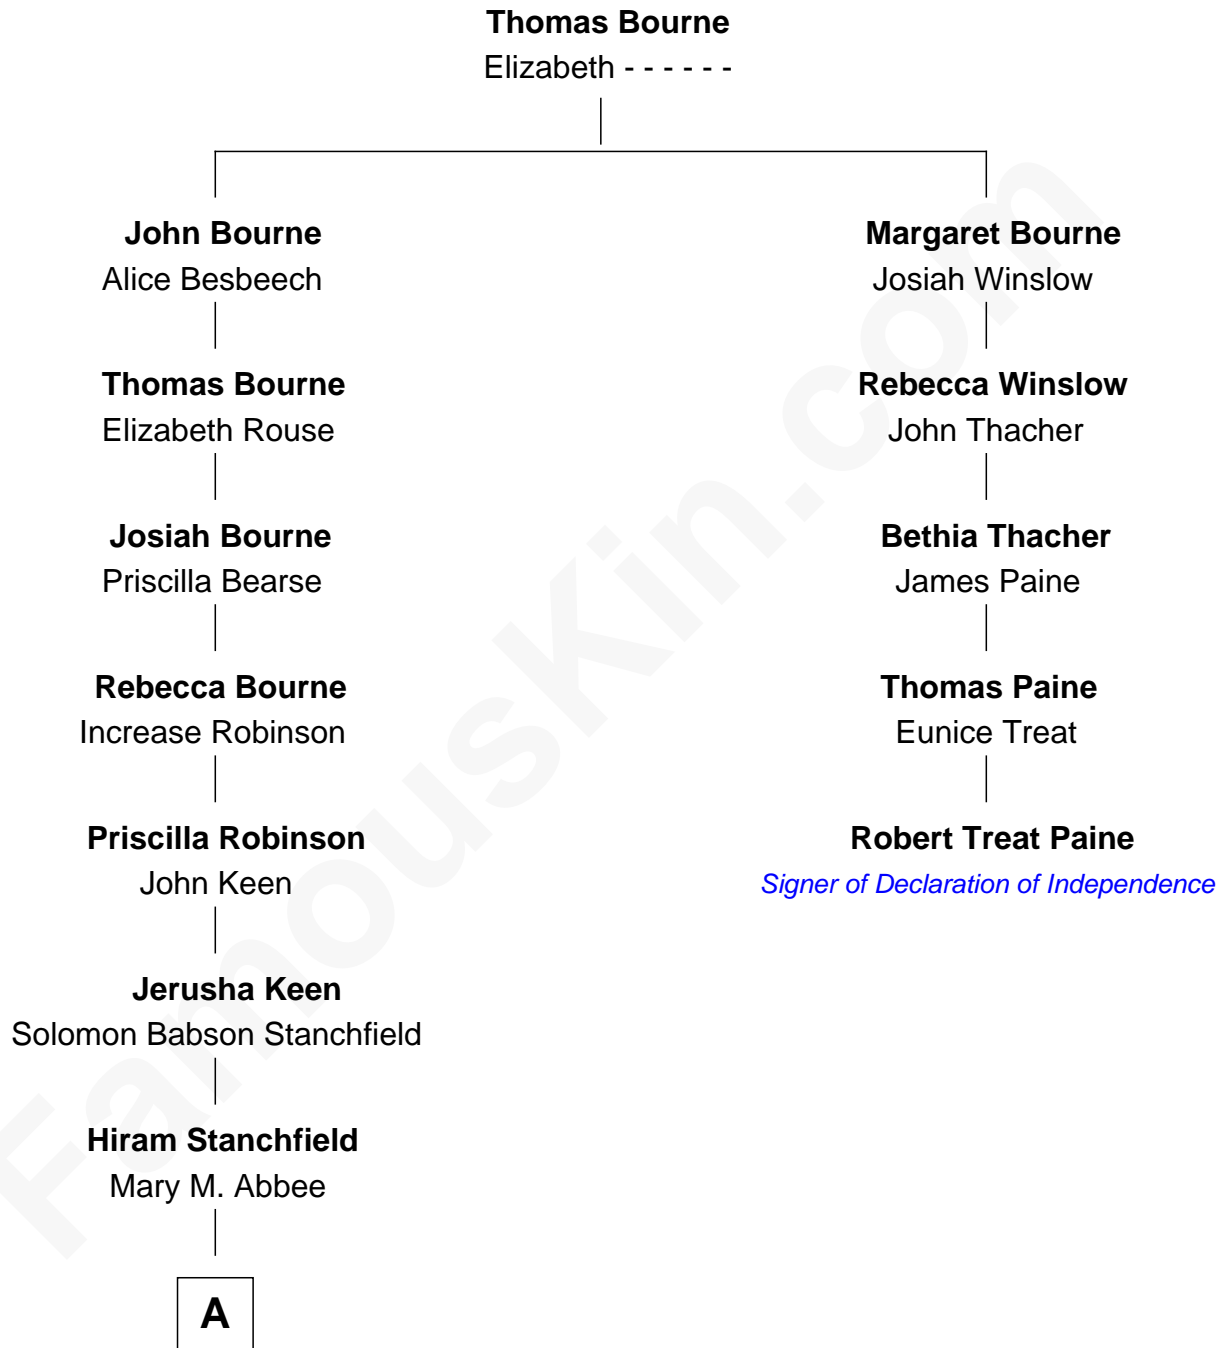 Thomas Bourne
Elizabeth - - - - - -
John Bourne
Alice Besbeech
Thomas Bourne
Elizabeth Rouse
Josiah Bourne
Priscilla Bearse
Rebecca Bourne
Increase Robinson
Priscilla Robinson
John Keen
Jerusha Keen
Solomon Babson Stanchfield
Hiram Stanchfield
Mary M. Abbee
A
Margaret Bourne
Josiah Winslow
Rebecca Winslow
John Thacher
Bethia Thacher
James Paine
Thomas Paine
Eunice Treat
Robert Treat Paine
Signer of Declaration of Independence
FamousKin.com